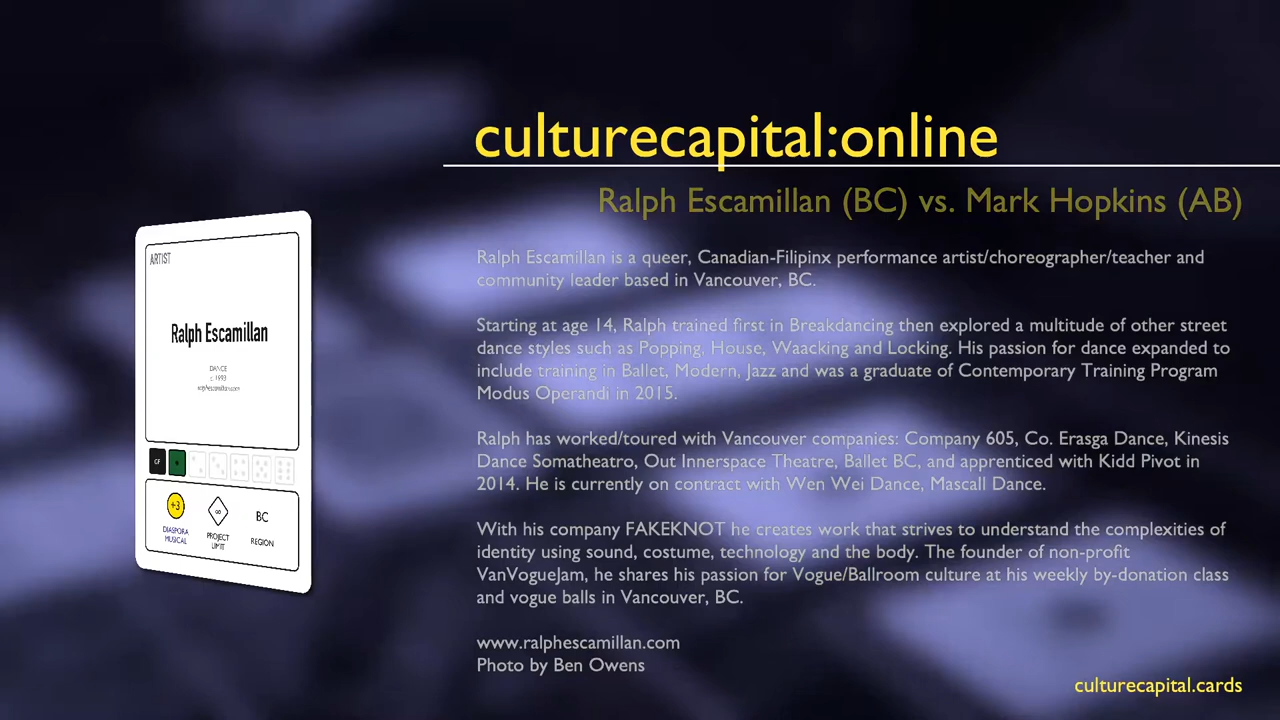 culturecapital:online
Ralph Escamillan (BC) vs. Mark Hopkins (AB)
ARTIST
Ralph Escamillan
DANCE
c 1993
ralphescamillan.com
CF
+3
∞
BC
DIASPORA
MUSICAL
PROJECT
LIMIT
REGION
Ralph Escamillan is a queer, Canadian-Filipinx performance artist/choreographer/teacher and
community leader based in Vancouver, BC.
Starting at age 14, Ralph trained first in Breakdancing then explored a multitude of other street
dance styles such as Popping, House, Waacking and Locking. His passion for dance expanded to
include training in Ballet, Modern, Jazz and was a graduate of Contemporary Training Program
Modus Operandi in 2015.
Ralph has worked/toured with Vancouver companies: Company 605, Co. Erasga Dance, Kinesis
Dance Somatheatro, Out Innerspace Theatre, Ballet BC, and apprenticed with Kidd Pivot in
2014. He is currently on contract with Wen Wei Dance, Mascall Dance.
With his company FAKEKNOT he creates work that strives to understand the complexities of
identity using sound, costume, technology and the body. The founder of non-profit
VanVogueJam, he shares his passion for Vogue/Ballroom culture at his weekly by-donation class
and vogue balls in Vancouver, BC.
www.ralphescamillan.com
Photo by Ben Owens
culturecapital.cards